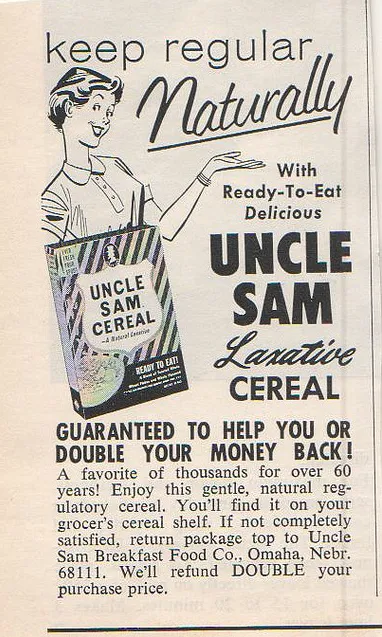 keep regular
Naturally
With
Ready-To-Eat
Delicious
UNCLE
SAM
Laxative
CEREAL
UNCLE
SAM
CEREAL
—A Natural Laxative
READY TO EAT!
GUARANTEED TO HELP YOU OR
DOUBLE YOUR MONEY BACK!
A favorite of thousands for over 60
years! Enjoy this gentle, natural reg-
ulatory cereal. You'll find it on your
grocer's cereal shelf. If not completely
satisfied, return package top to Uncle
Sam Breakfast Food Co., Omaha, Nebr.
68111. We'll refund DOUBLE your
purchase price.